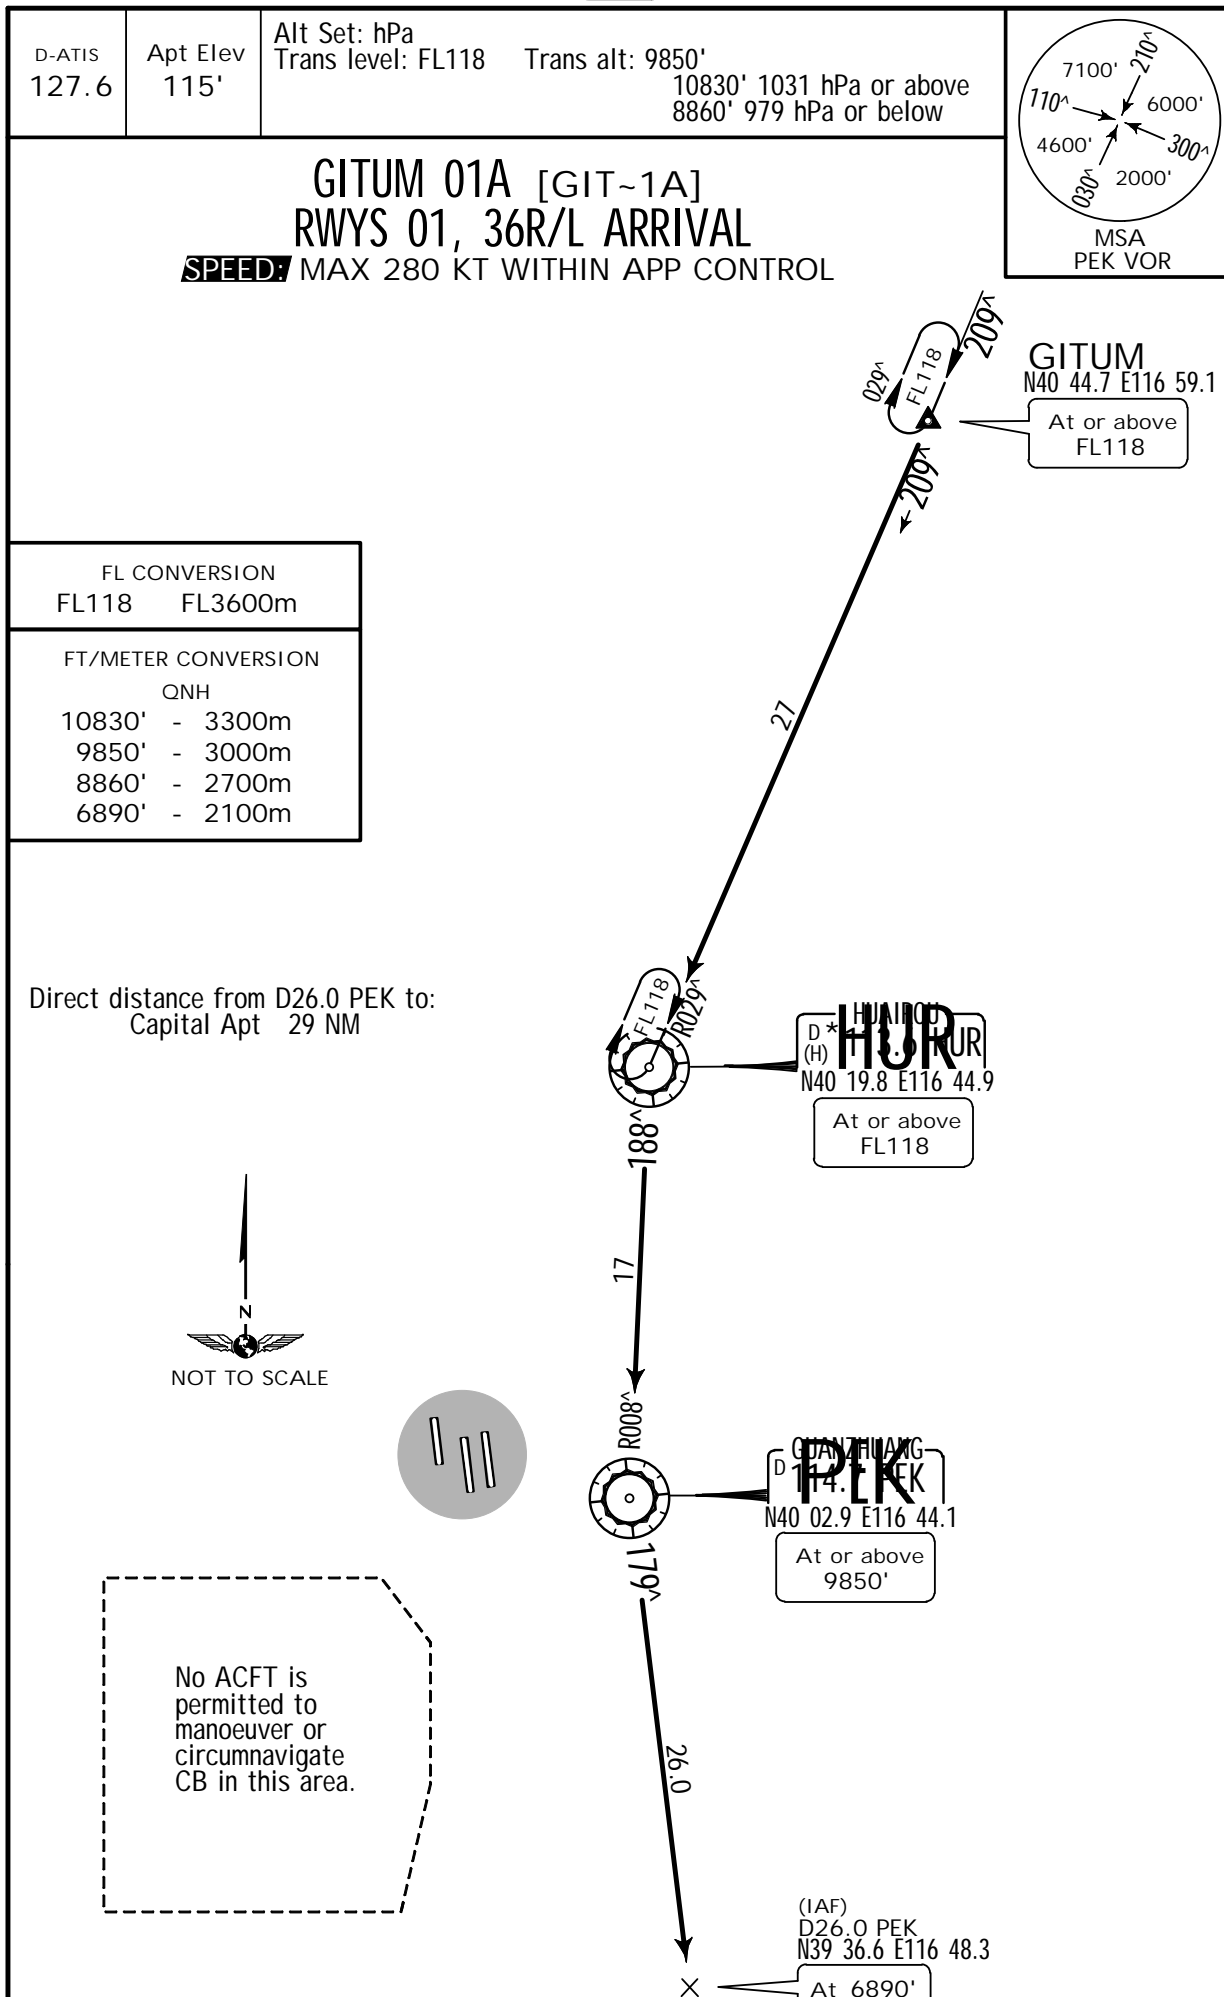 D-ATIS
127.6
Apt Elev
115'
Alt Set: hPa
Trans level: FL118 Trans alt: 9850'
10830' 1031 hPa or above
8860' 979 hPa or below
7100'
210^
110^
6000'
4600'
300^
030^
2000'
MSA
PEK VOR
GITUM 01A [GIT~1A]
RWYS 01, 36R/L ARRIVAL
SPEED: MAX 280 KT WITHIN APP CONTROL
209^
029^
FL118
GITUM
N40 44.7 E116 59.1
At or above
FL118
209^
FL CONVERSION
FL118 FL3600m
FT/METER CONVERSION
QNH
10830' - 3300m
9850' - 3000m
8860' - 2700m
6890' - 2100m
27
Direct distance from D26.0 PEK to:
Capital Apt 29 NM
FL118
R029^
HUAIROU
D * 113.6 HUR
(H)
HUR
N40 19.8 E116 44.9
At or above
FL118
188^
17
N
NOT TO SCALE
R008^
GUANZHUANG
D 114.7 PEK
PEK
N40 02.9 E116 44.1
At or above
9850'
179^
No ACFT is
permitted to
manoeuver or
circumnavigate
CB in this area.
26.0
(IAF)
D26.0 PEK
N39 36.6 E116 48.3
At 6890'